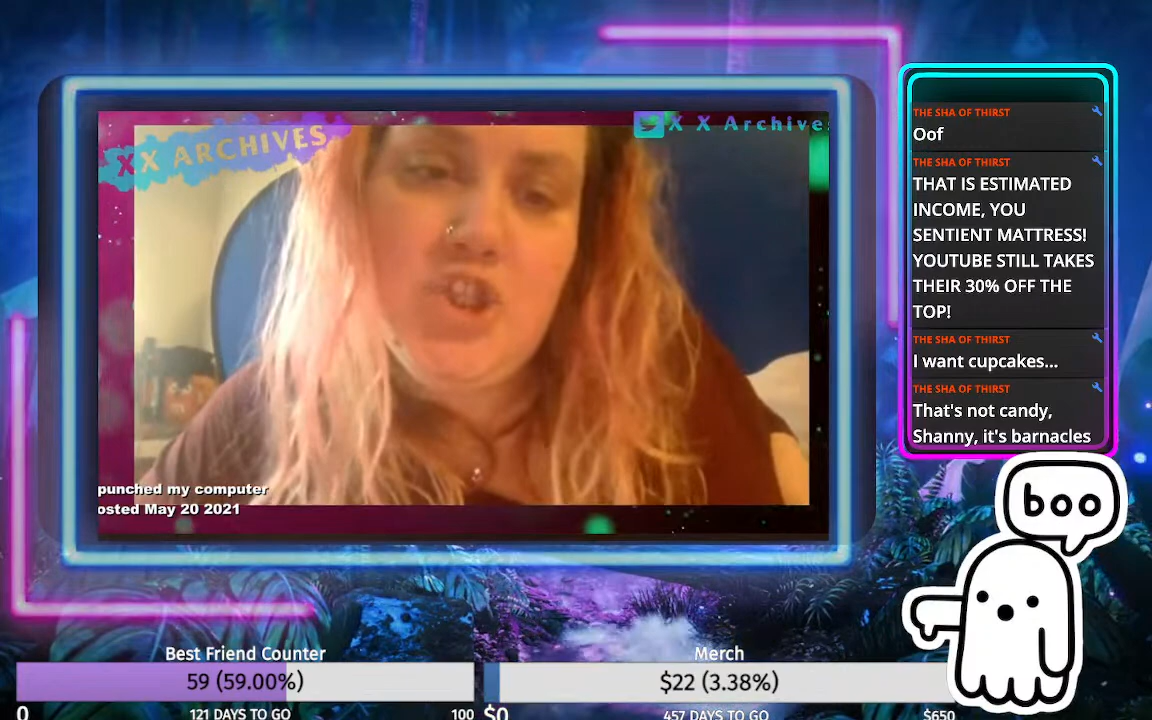 XX ARCHIVES
X X Archive
punched my computer
osted May 20 2021
THE SHA OF THIRST
Oof
THE SHA OF THIRST
THAT IS ESTIMATED
INCOME, YOU
SENTIENT MATTRESS!
YOUTUBE STILL TAKES
THEIR 30% OFF THE
TOP!
THE SHA OF THIRST
I want cupcakes...
THE SHA OF THIRST
That's not candy,
Shanny, it's barnacles
boo
Best Friend Counter
59 (59.00%)
0 121 DAYS TO GO 100
Merch
$22 (3.38%)
$0 457 DAYS TO GO $650